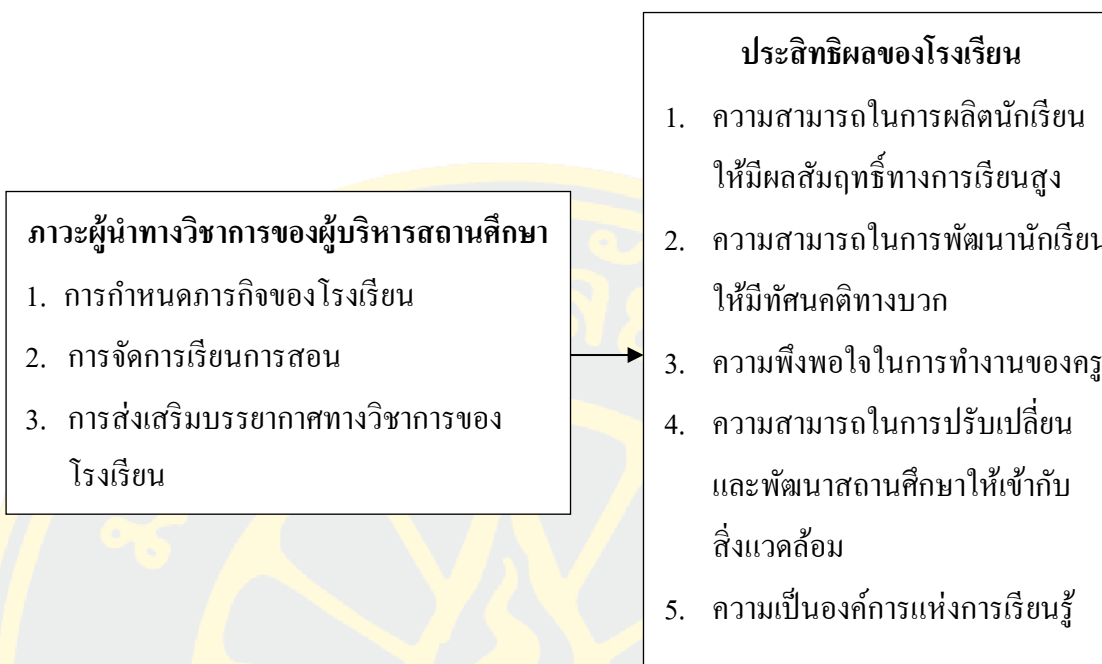 ภาวะผู้นำทางวิชาการของผู้บริหารสถานศึกษา
1. การกำหนดภารกิจของโรงเรียน
2. การจัดการเรียนการสอน
3. การส่งเสริมบรรยากาศทางวิชาการของ
โรงเรียน
ประสิทธิผลของโรงเรียน
1. ความสามารถในการผลิตนักเรียน
ให้มีผลสัมฤทธิ์ทางการเรียนสูง
2. ความสามารถในการพัฒนานักเรียน
ให้มีทัศนคติทางบวก
3. ความพึงพอใจในการทำงานของครู
4. ความสามารถในการปรับเปลี่ยน
และพัฒนาสถานศึกษาให้เข้ากับ
สิ่งแวดล้อม
5. ความเป็นองค์การแห่งการเรียนรู้